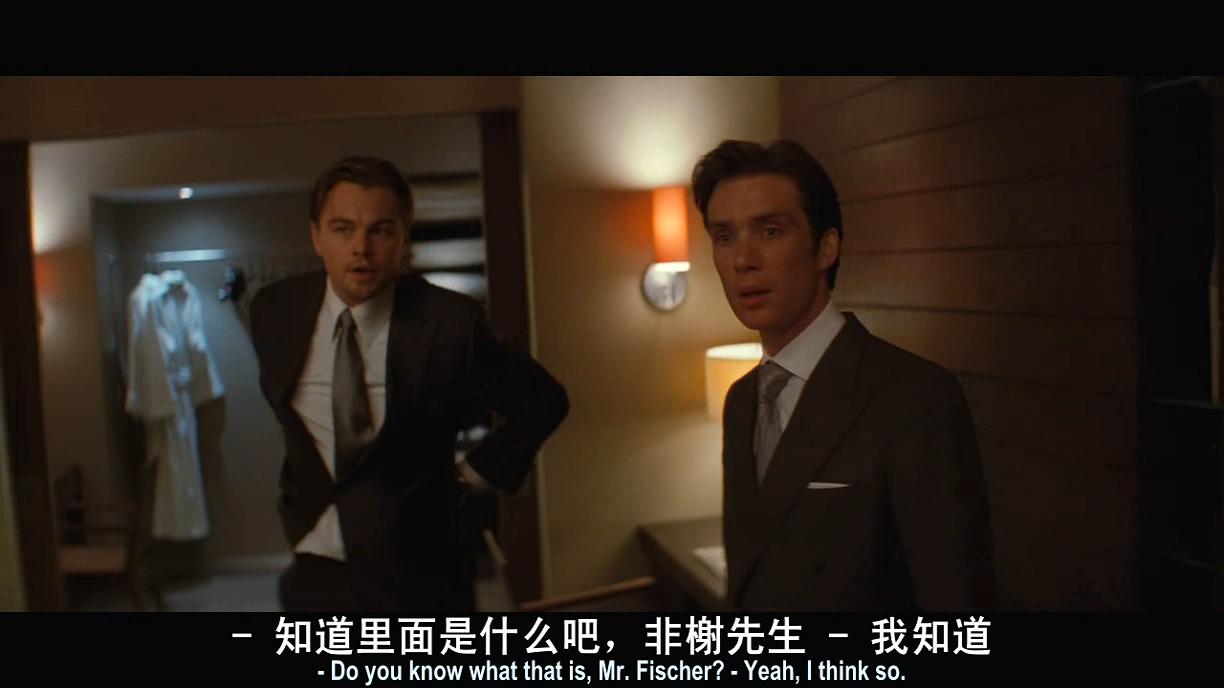 - 知道里面是什么吧，非榭先生 - 我知道
- Do you know what that is, Mr. Fischer? - Yeah, I think so.